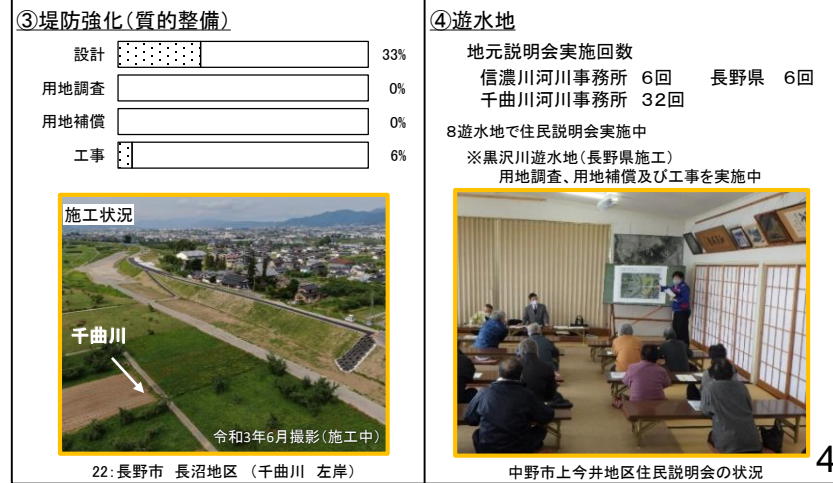 ③堤防強化(質的整備)
設計 33%
用地調査 0%
用地補償 0%
工事 6%
施工状況
千曲川
令和3年6月撮影(施工中)
22:長野市 長沼地区 (千曲川 左岸)
④遊水地
地元説明会実施回数
信濃川河川事務所 6回 長野県 6回
千曲川河川事務所 32回
8遊水地で住民説明会実施中
※黒沢川遊水地(長野県施工)
用地調査、用地補償及び工事を実施中
中野市上今井地区住民説明会の状況
4